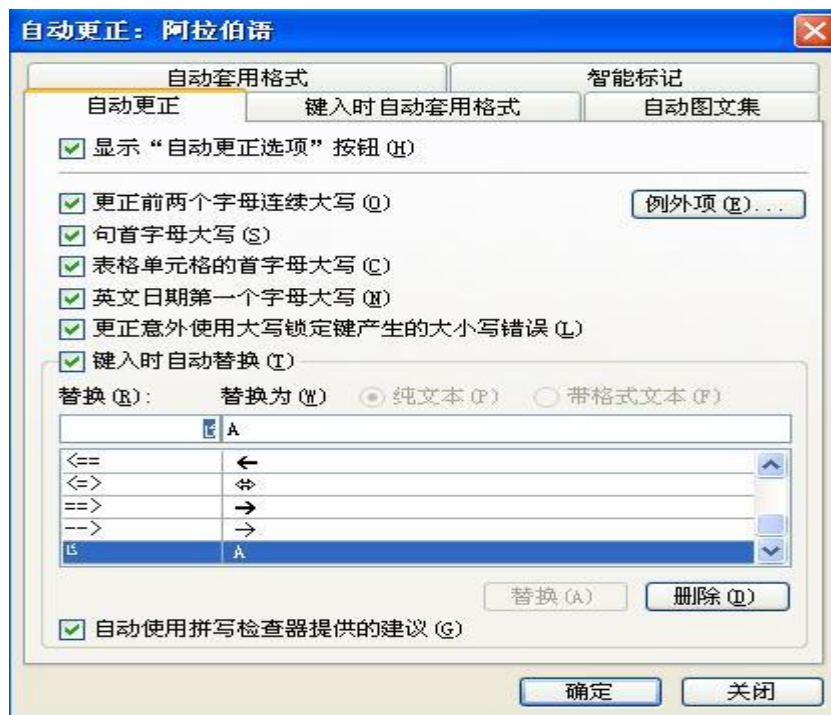 自动更正: 阿拉伯语
自动套用格式 智能标记
自动更正 键入时自动套用格式 自动图文集
显示“自动更正选项”按钮(H)
更正前两个字母连续大写(O) 例外项(E)...
句首字母大写(S)
表格单元格的首字母大写(C)
英文日期第一个字母大写(N)
更正意外使用大写锁定键产生的大小写错误(L)
键入时自动替换(T)
替换(R): 替换为(W) 纯文本(P) 带格式文本(F)
A
<== ←
<=> ⇔
==> →
--> →
A
替换(A) 删除(D)
自动使用拼写检查器提供的建议(G)
确定 关闭